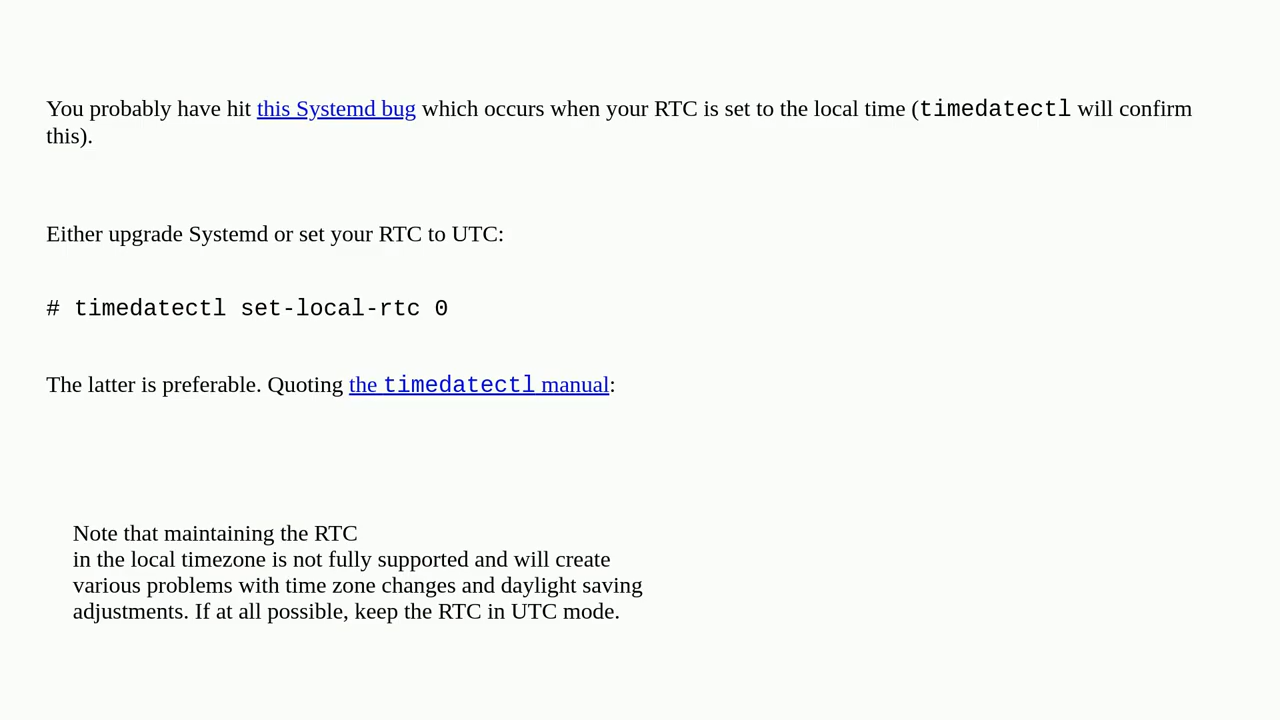 You probably have hit this Systemd bug which occurs when your RTC is set to the local time (timedatectl will confirm
this).
Either upgrade Systemd or set your RTC to UTC:
# timedatectl set-local-rtc 0
The latter is preferable. Quoting the timedatectl manual:
Note that maintaining the RTC
in the local timezone is not fully supported and will create
various problems with time zone changes and daylight saving
adjustments. If at all possible, keep the RTC in UTC mode.